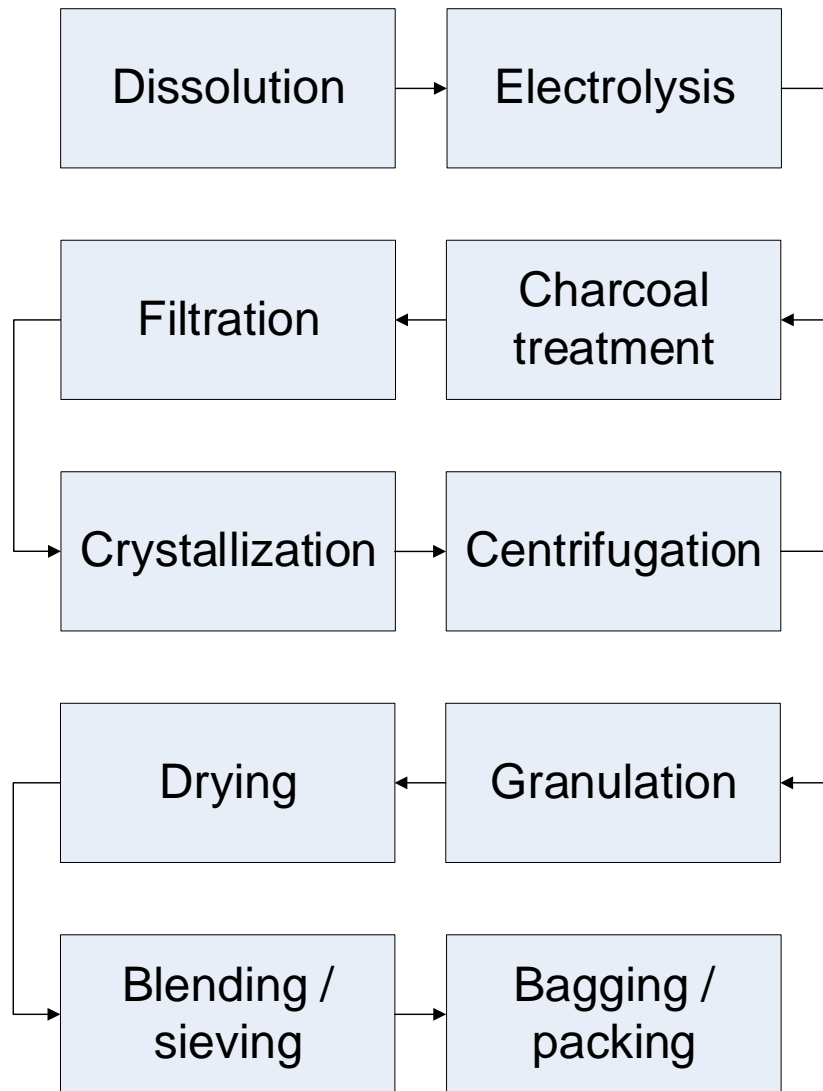 Dissolution
Electrolysis
Charcoal
treatment
Filtration
Crystallization
Centrifugation
Granulation
Drying
Blending /
sieving
Bagging /
packing